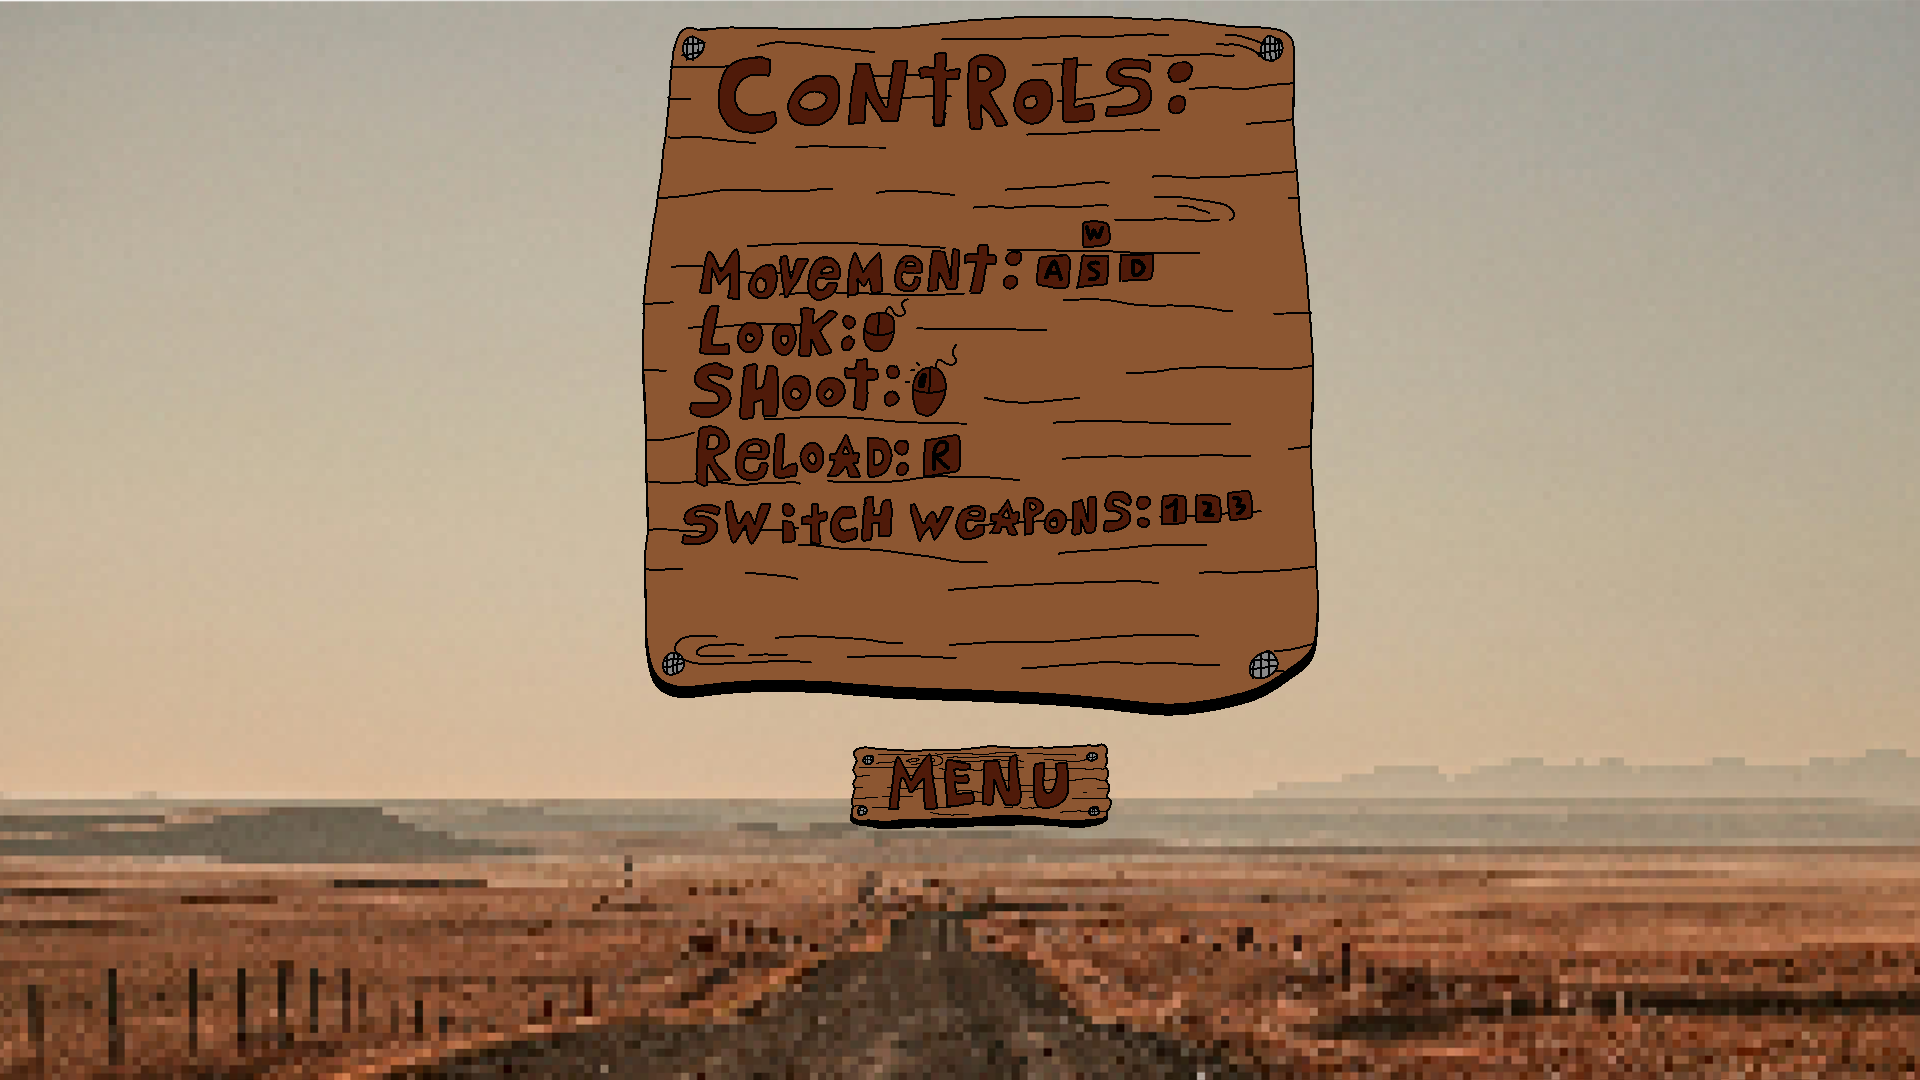 CONTROLS:
W
MOVEMENT: A S D
LOOK:
SHOOT:
RELOAD: R
SWITCH WEAPONS: 1 2 3
MENU